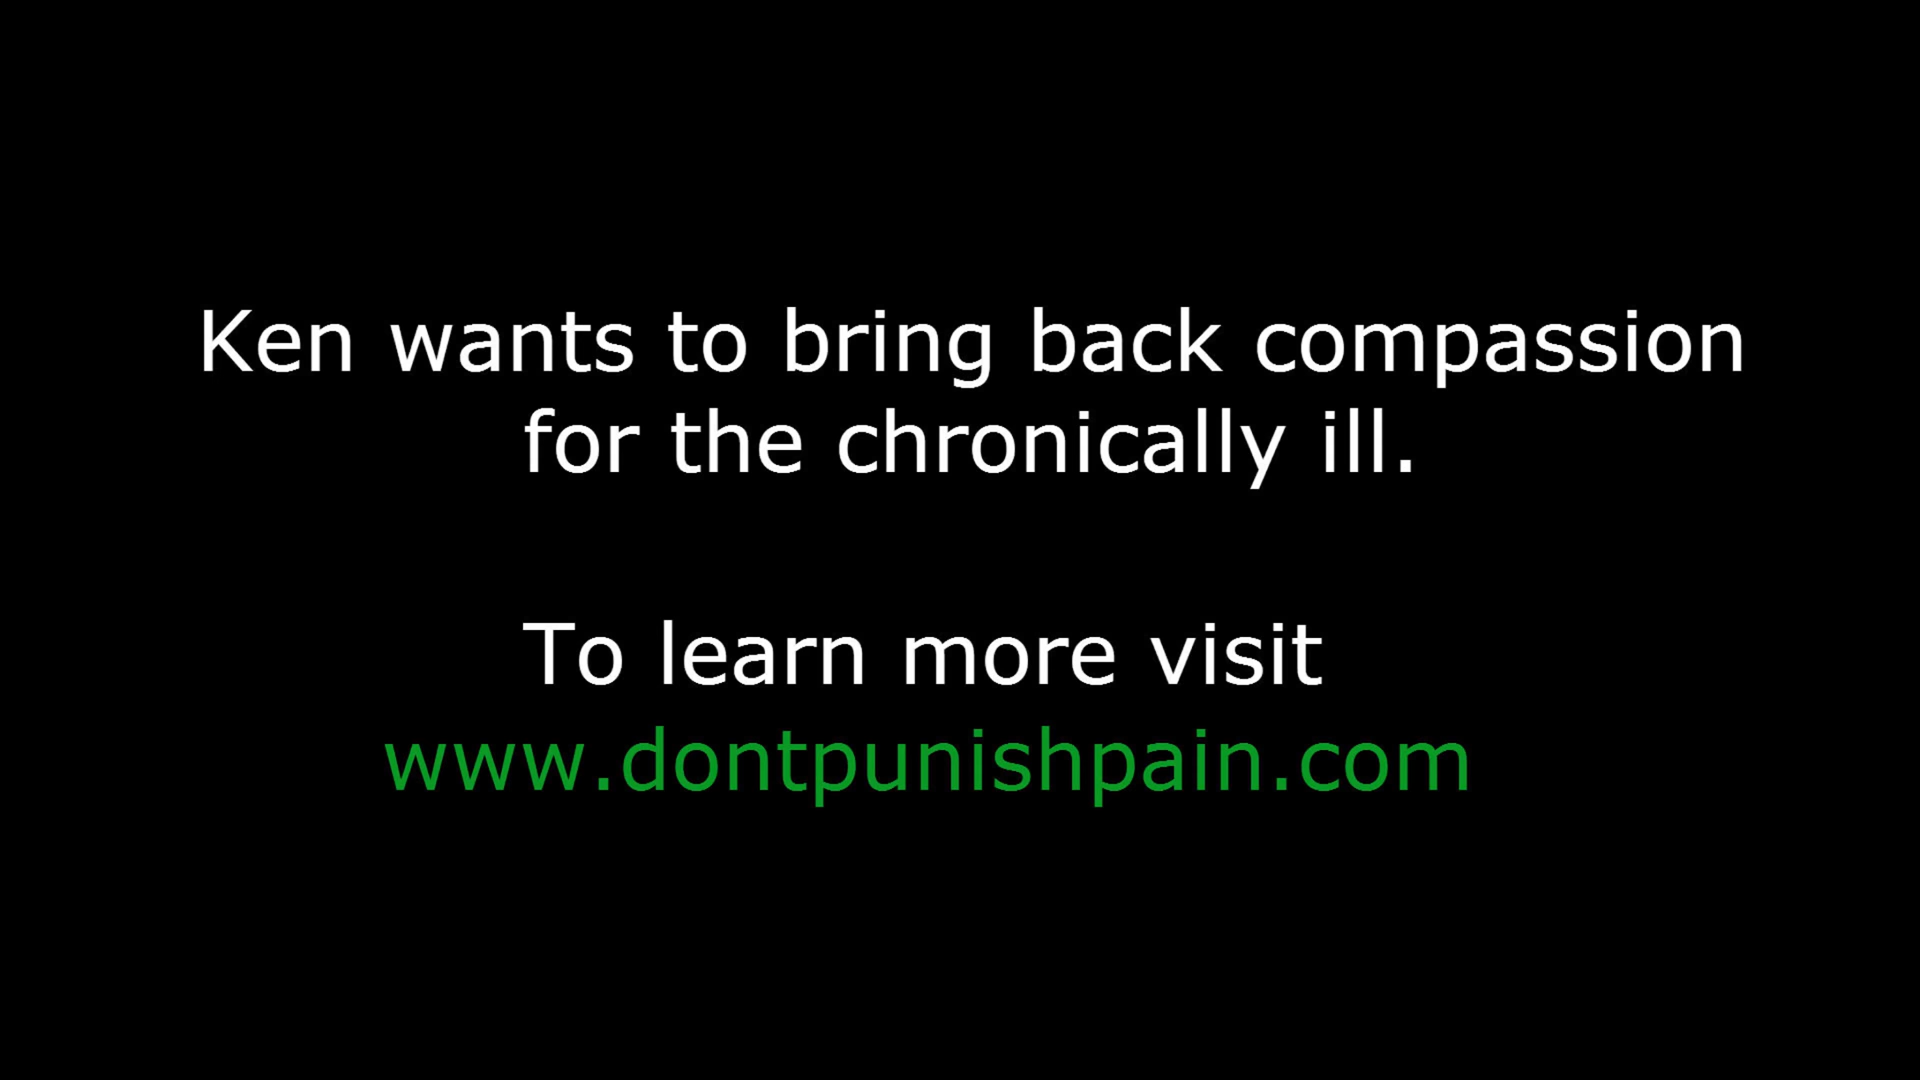 Ken wants to bring back compassion
for the chronically ill.
To learn more visit
www.dontpunishpain.com